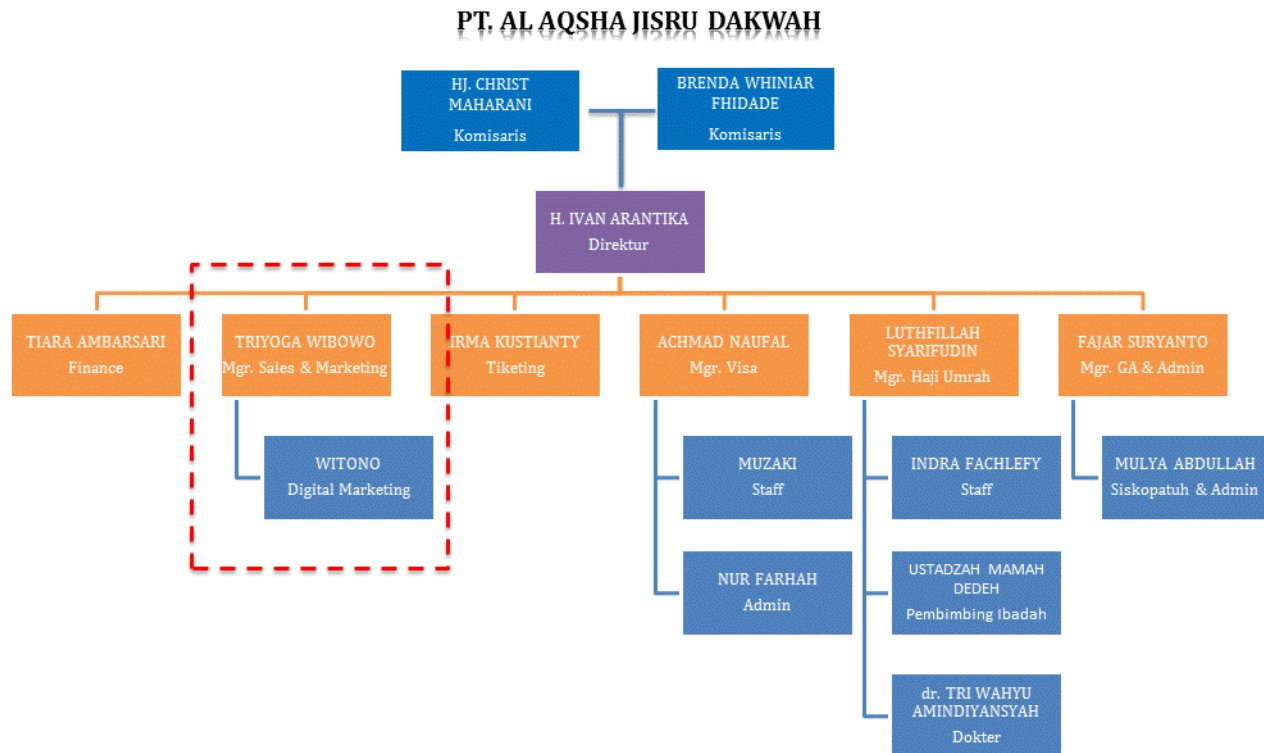 PT. AL AQSHA JISRU DAKWAH
HJ. CHRIST
MAHARANI
Komisaris
BRENDA WHINIAR
FHIDADE
Komisaris
H. IVAN ARANTIKA
Direktur
TIARA AMBARSARI
Finance
TRIYOGA WIBOWO
Mgr. Sales & Marketing
IRMA KUSTIANTY
Tiketing
ACHMAD NAUFAL
Mgr. Visa
LUTHFILLAH
SYARIFUDIN
Mgr. Haji Umrah
FAJAR SURYANTO
Mgr. GA & Admin
WITONO
Digital Marketing
MUZAKI
Staff
INDRA FACHLEFY
Staff
MULYA ABDULLAH
Siskopatuh & Admin
NUR FARHAH
Admin
USTADZAH MAMAH
DEDEH
Pembimbing Ibadah
dr. TRI WAHYU
AMINDIYANSYAH
Dokter